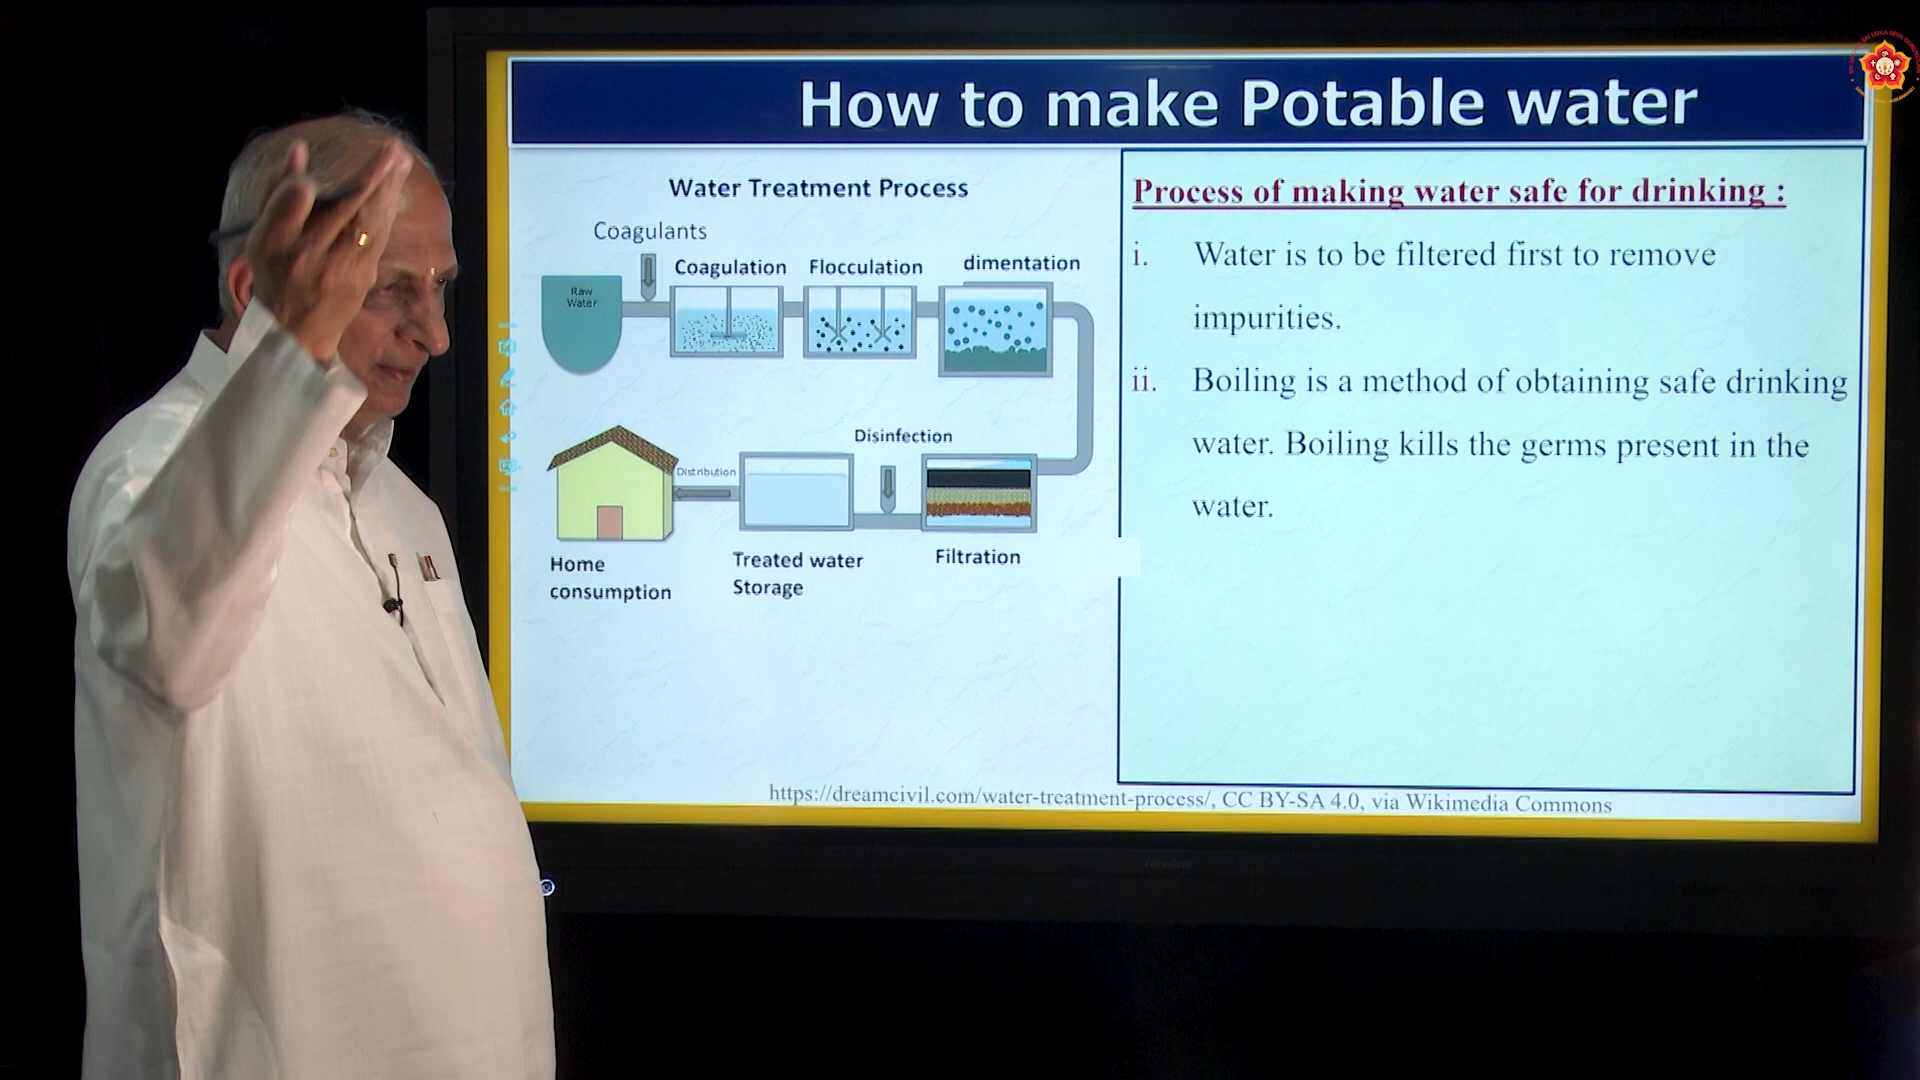 How to make Potable water
Water Treatment Process
Coagulants
Coagulation
Flocculation
dimentation
Raw
Water
Disinfection
Distribution
Home
consumption
Treated water
Storage
Filtration
Process of making water safe for drinking :
i. Water is to be filtered first to remove
impurities.
ii. Boiling is a method of obtaining safe drinking
water. Boiling kills the germs present in the
water.
https://dreamcivil.com/water-treatment-process/, CC BY-SA 4.0, via Wikimedia Commons
newline